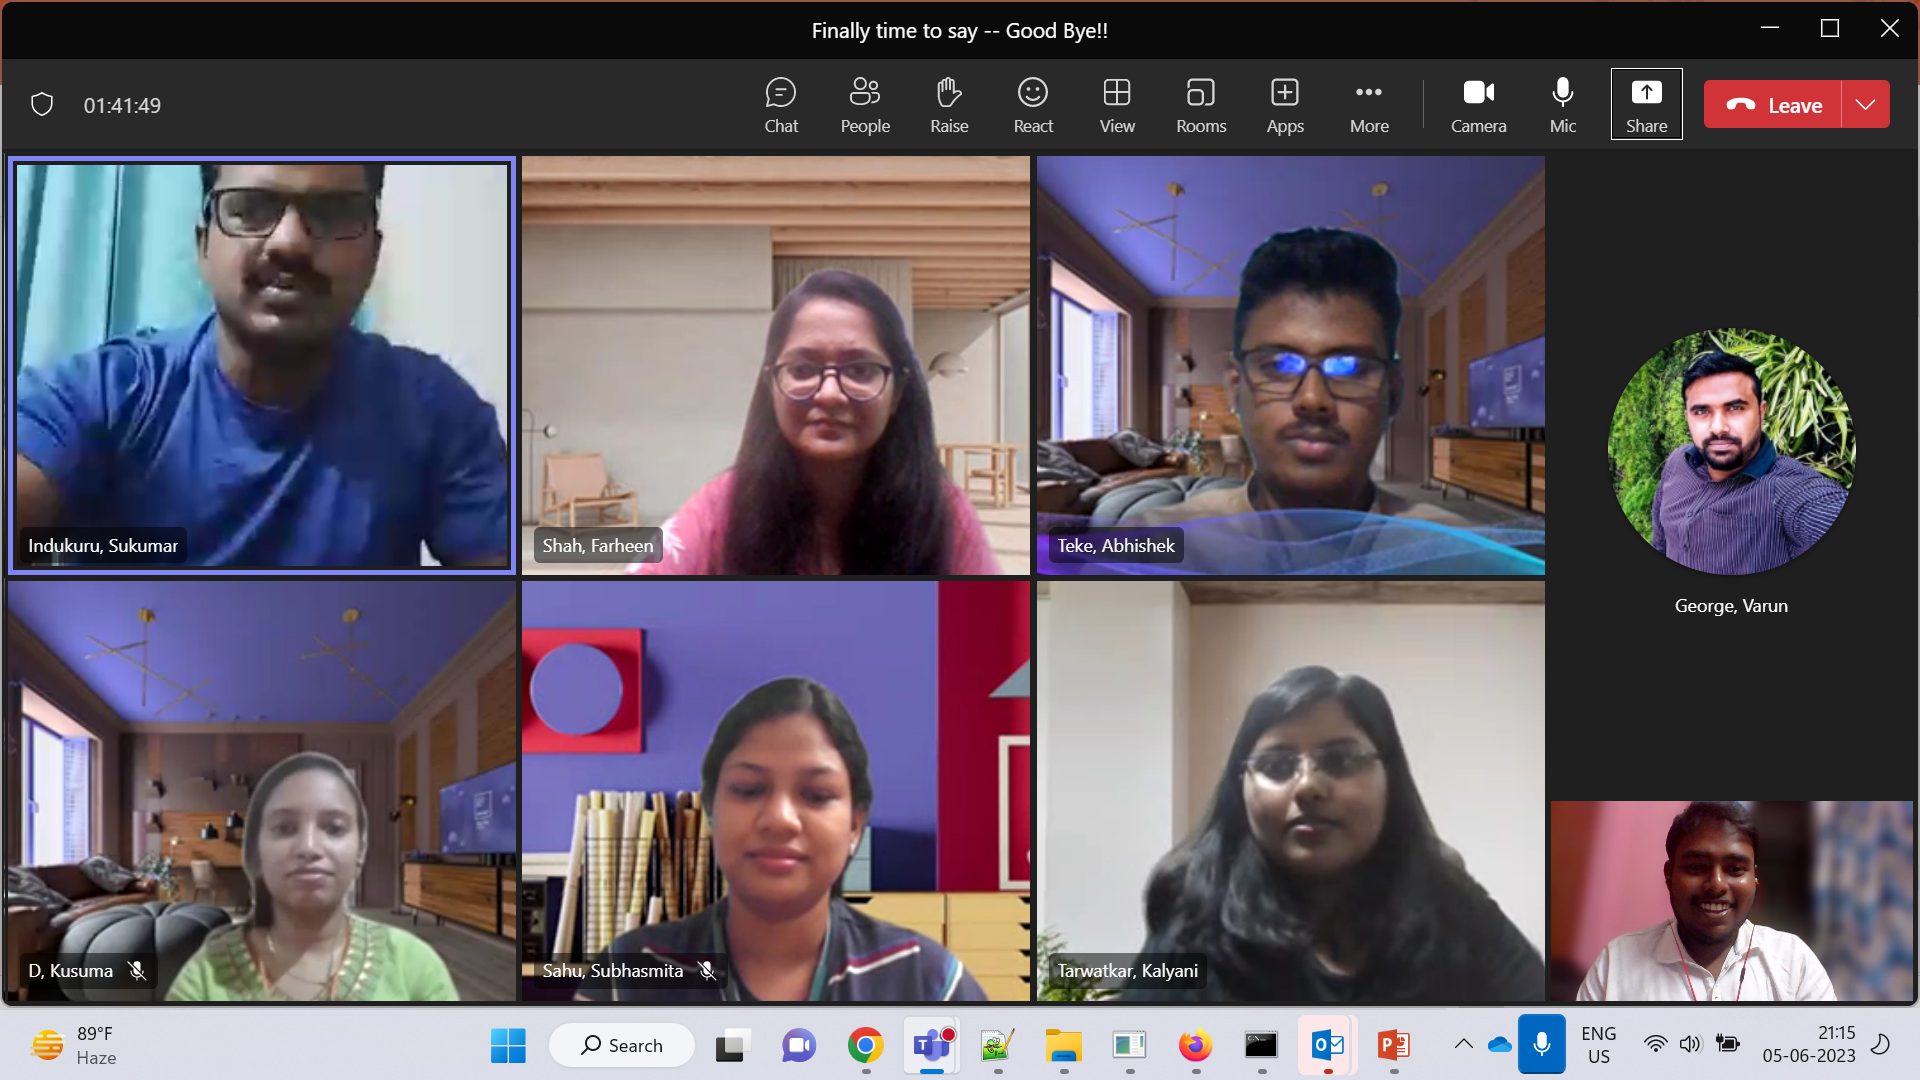 Finally time to say -- Good Bye!!
01:41:49
Chat
People
Raise
React
View
Rooms
Apps
More
Camera
Mic
Share
Leave
Indukuru, Sukumar
Shah, Farheen
Teke, Abhishek
George, Varun
D, Kusuma
Sahu, Subhasmita
Tarwatkar, Kalyani
89°F
Haze
Search
ENG
US
21:15
05-06-2023